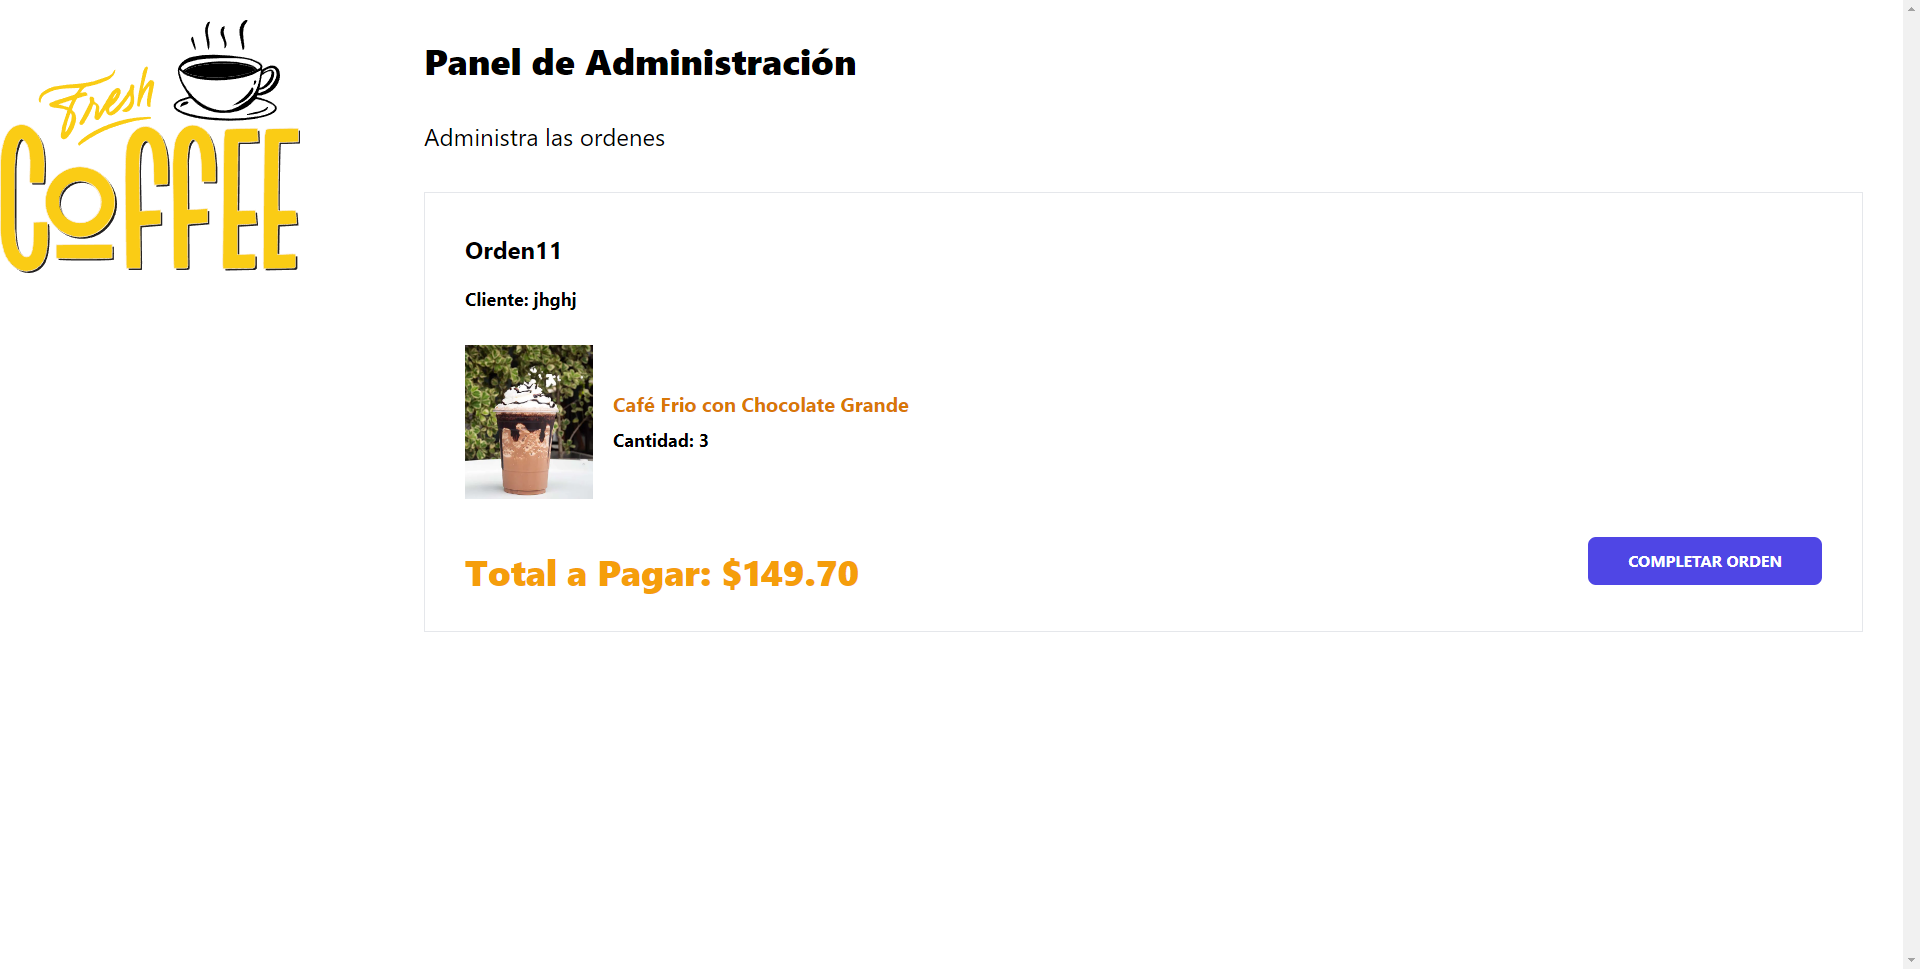 Fresh
COFFEE
Panel de Administración
Administra las ordenes
Orden11
Cliente: jhghj
Café Frio con Chocolate Grande
Cantidad: 3
Total a Pagar: $149.70
COMPLETAR ORDEN